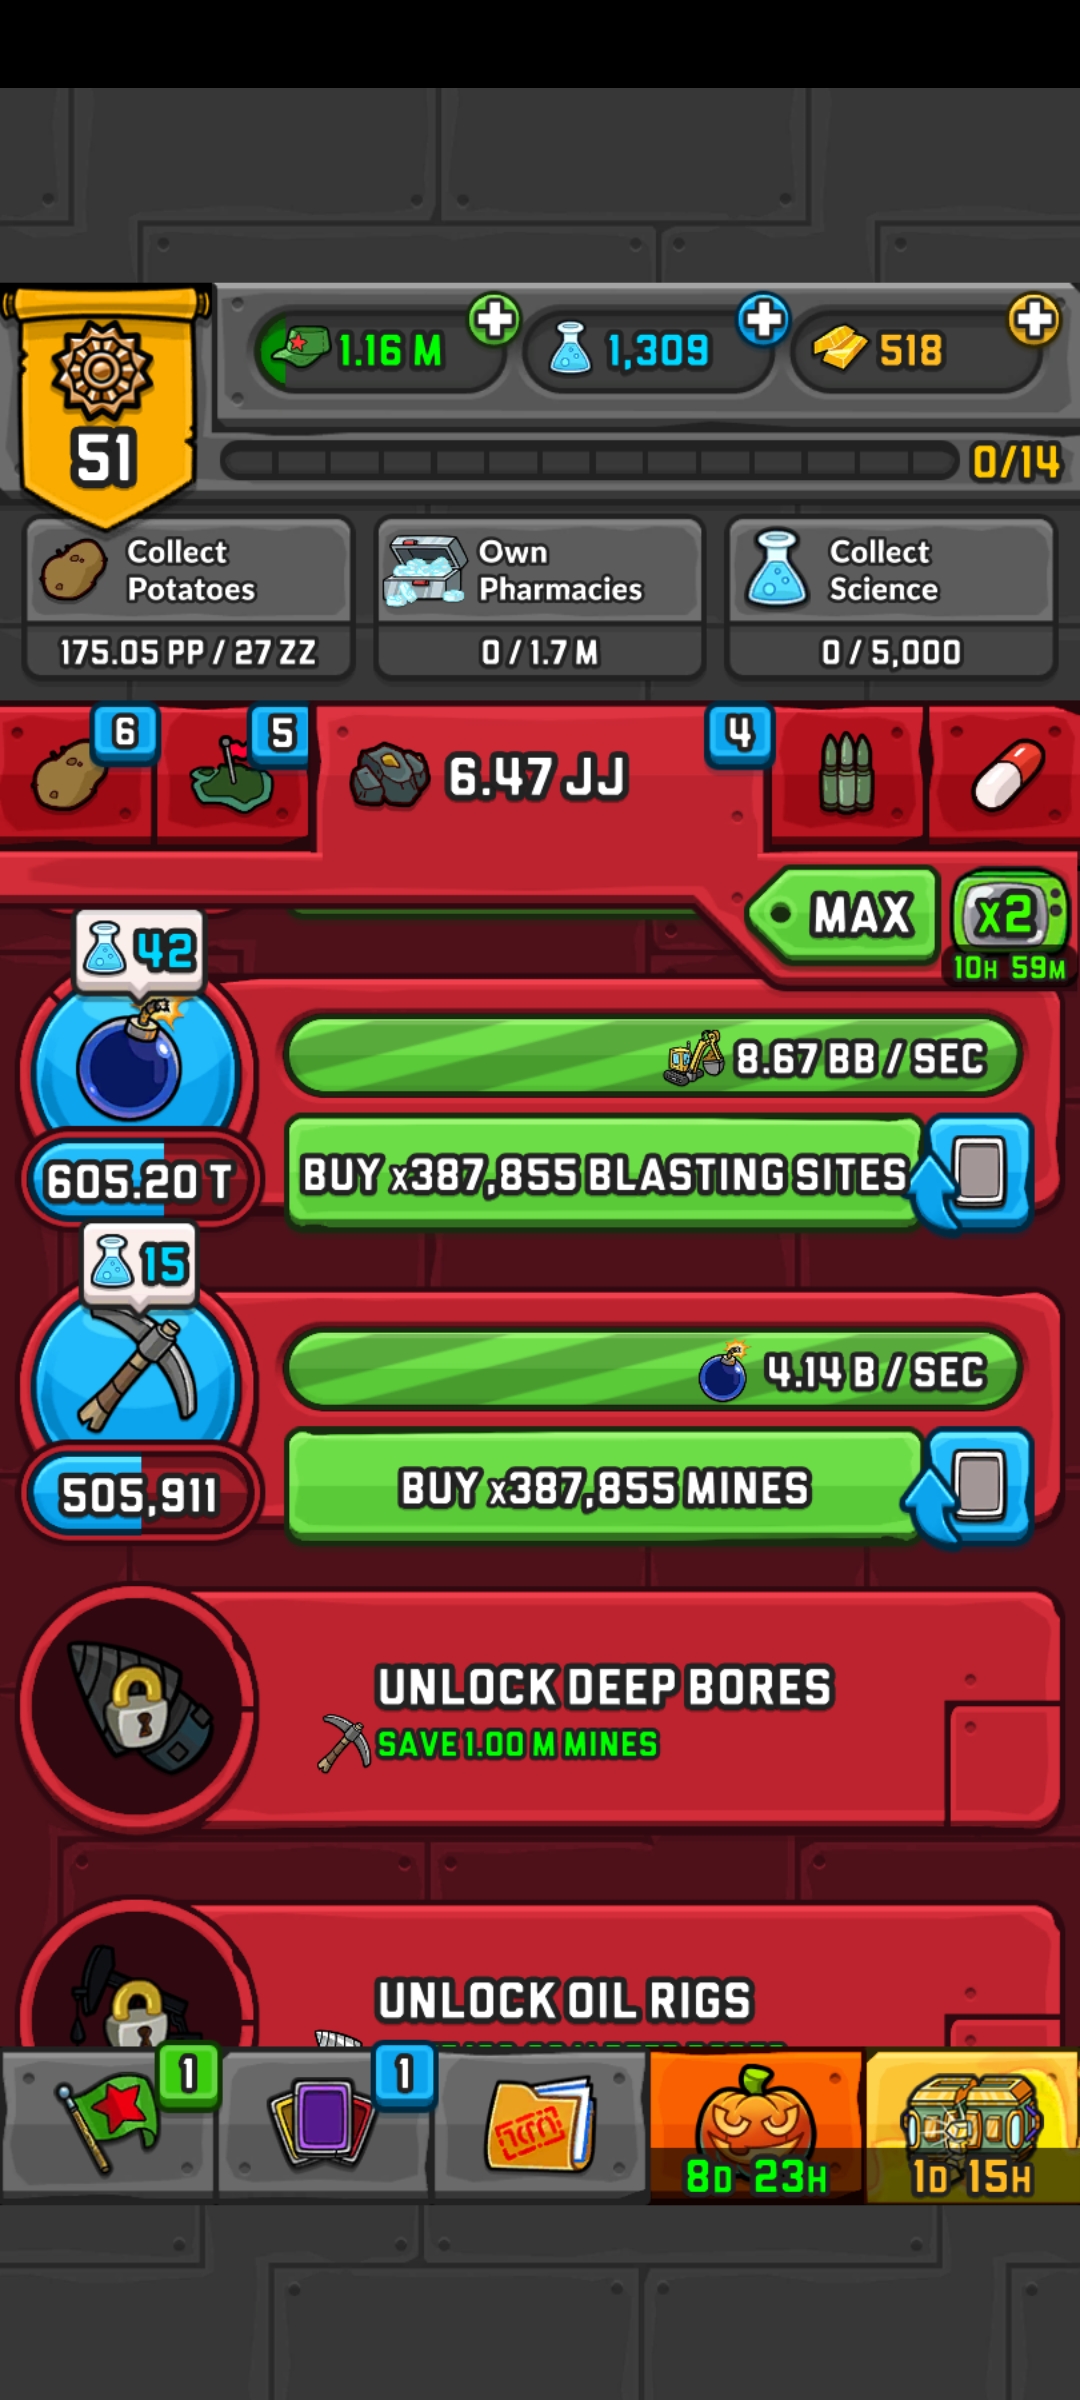 51
1.16 M
1,309
518
0/14
Collect
Potatoes
175.05 PP / 27 ZZ
Own
Pharmacies
0 / 1.7 M
Collect
Science
0 / 5,000
6
5
6.47 JJ
4
MAX
x2
10H 59M
42
8.67 BB / SEC
605.20 T
BUY x387,855 BLASTING SITES
15
4.14 B / SEC
505,911
BUY x387,855 MINES
UNLOCK DEEP BORES
SAVE 1.00 M MINES
UNLOCK OIL RIGS
1
1
8D 23H
1D 15H